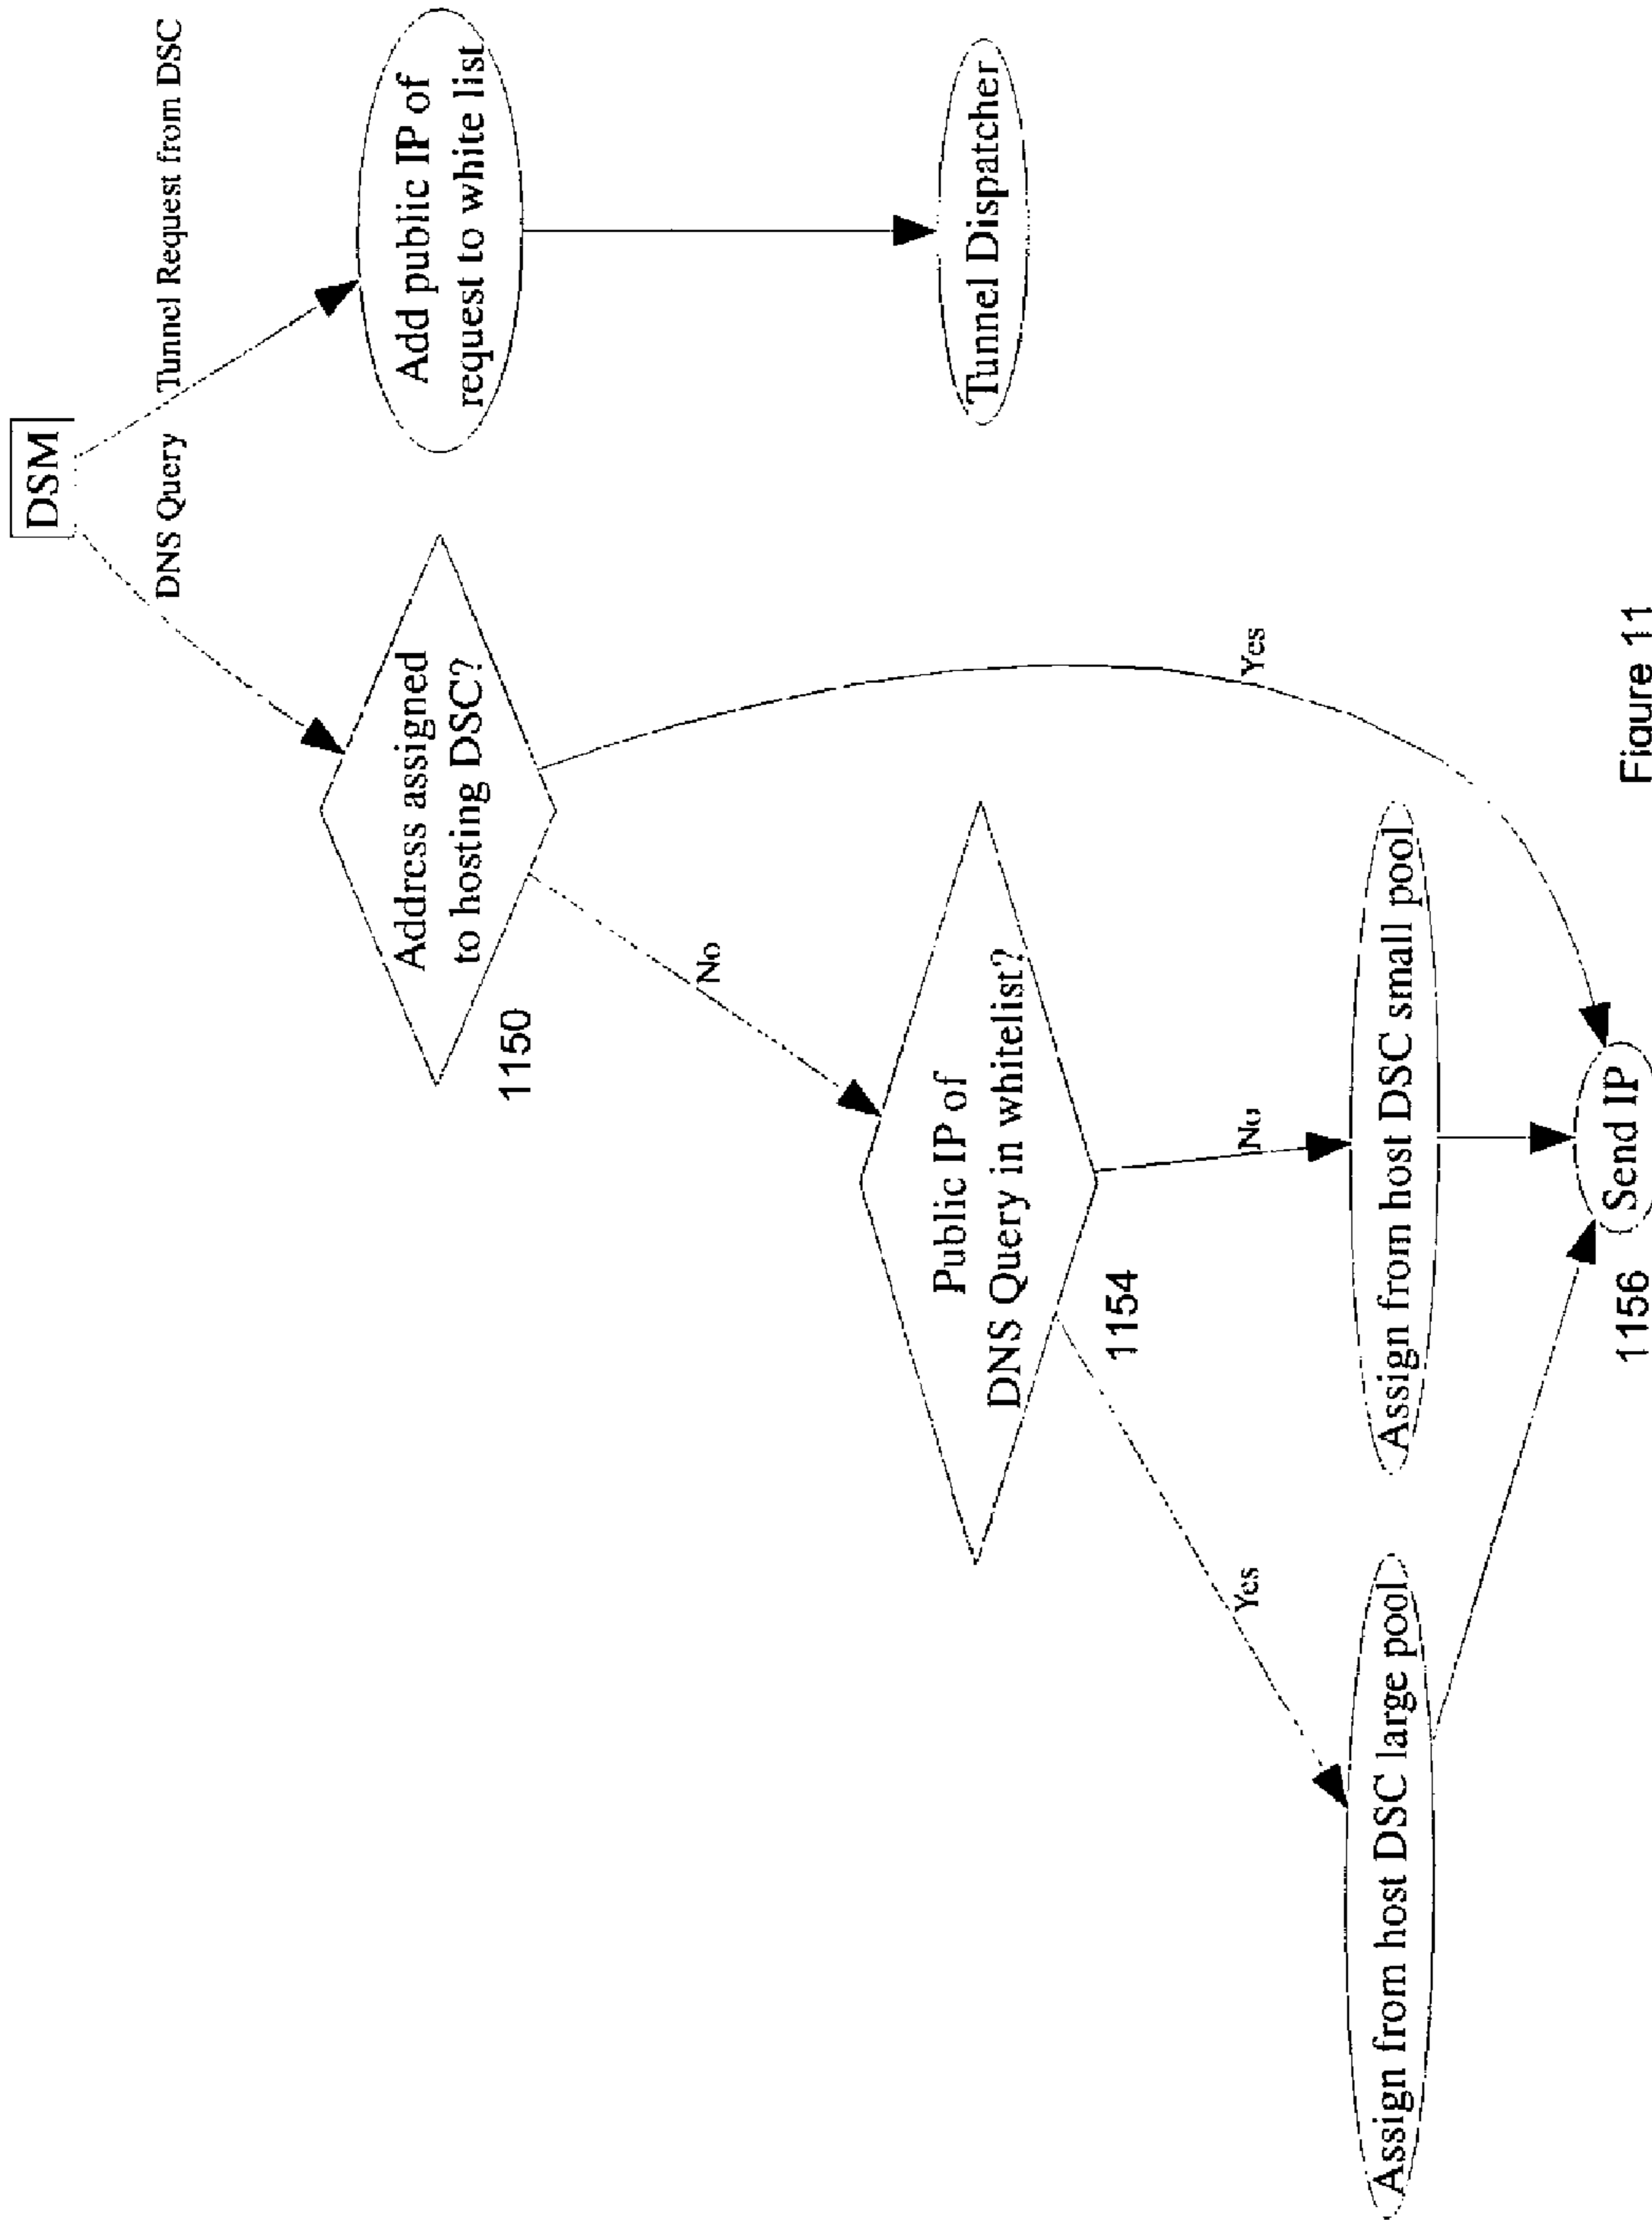 DSM
DNS Query
Tunnel Request from DSC
Address assigned
to hosting DSC?
1150
Add public IP of
request to white list
No
Yes
Public IP of
DNS Query in whitelist?
1154
Tunnel Dispatcher
Yes
No
Assign from host DSC large pool
Assign from host DSC small pool
1156
Send IP
Figure 11